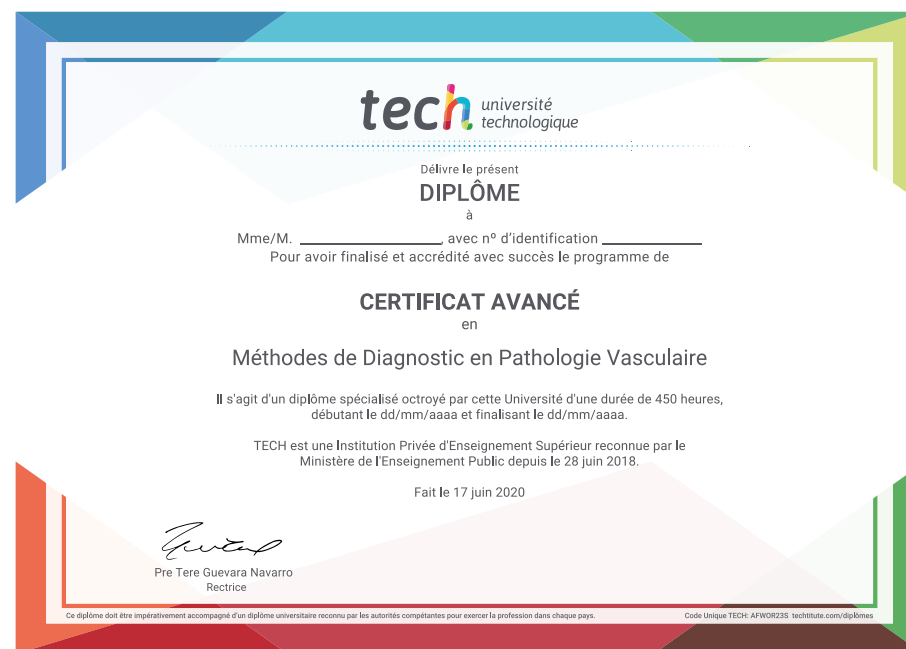 tech université
technologique
Délivre le présent
DIPLÔME
à
Mme/M. ____________________, avec nº d'identification ______________
Pour avoir finalisé et accrédité avec succès le programme de
CERTIFICAT AVANCÉ
en
Méthodes de Diagnostic en Pathologie Vasculaire
Il s'agit d'un diplôme spécialisé octroyé par cette Université d'une durée de 450 heures,
débutant le dd/mm/aaaa et finalisant le dd/mm/aaaa.
TECH est une Institution Privée d'Enseignement Supérieur reconnue par le
Ministère de l'Enseignement Public depuis le 28 juin 2018.
Fait le 17 juin 2020
Pre Tere Guevara Navarro
Rectrice
Ce diplôme doit être impérativement accompagné d'un diplôme universitaire reconnu par les autorités compétantes pour exercer la profession dans chaque pays.
Code Unique TECH: AFWOR23S techtitute.com/diplômes